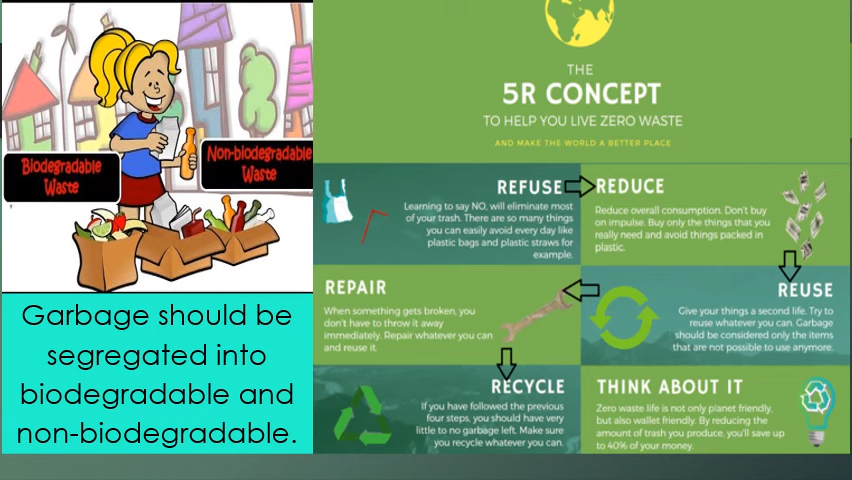 Biodegradable
Waste
Non-biodegradable
Waste
Garbage should be
segregated into
biodegradable and
non-biodegradable.
THE
5R CONCEPT
TO HELP YOU LIVE ZERO WASTE
AND MAKE THE WORLD A BETTER PLACE
REFUSE
Learning to say NO, will eliminate most
of your trash. There are so many things
you can easily avoid every day like
plastic bags and plastic straws for
example.
REDUCE
Reduce overall consumption. Don't buy
on impulse. Buy only the things that you
really need and avoid things packed in
plastic.
REPAIR
When something gets broken, you
don't have to throw it away
immediately. Repair whatever you can
and reuse it.
REUSE
Give your things a second life. Try to
reuse whatever you can. Garbage
should be considered only the items
that are not possible to use anymore.
RECYCLE
If you have followed the previous
four steps, you should have very
little to no garbage left. Make sure
you recycle whatever you can.
THINK ABOUT IT
Zero waste life is not only planet friendly,
but also wallet friendly. By reducing the
amount of trash you produce, you'll save up
to 40% of your money.